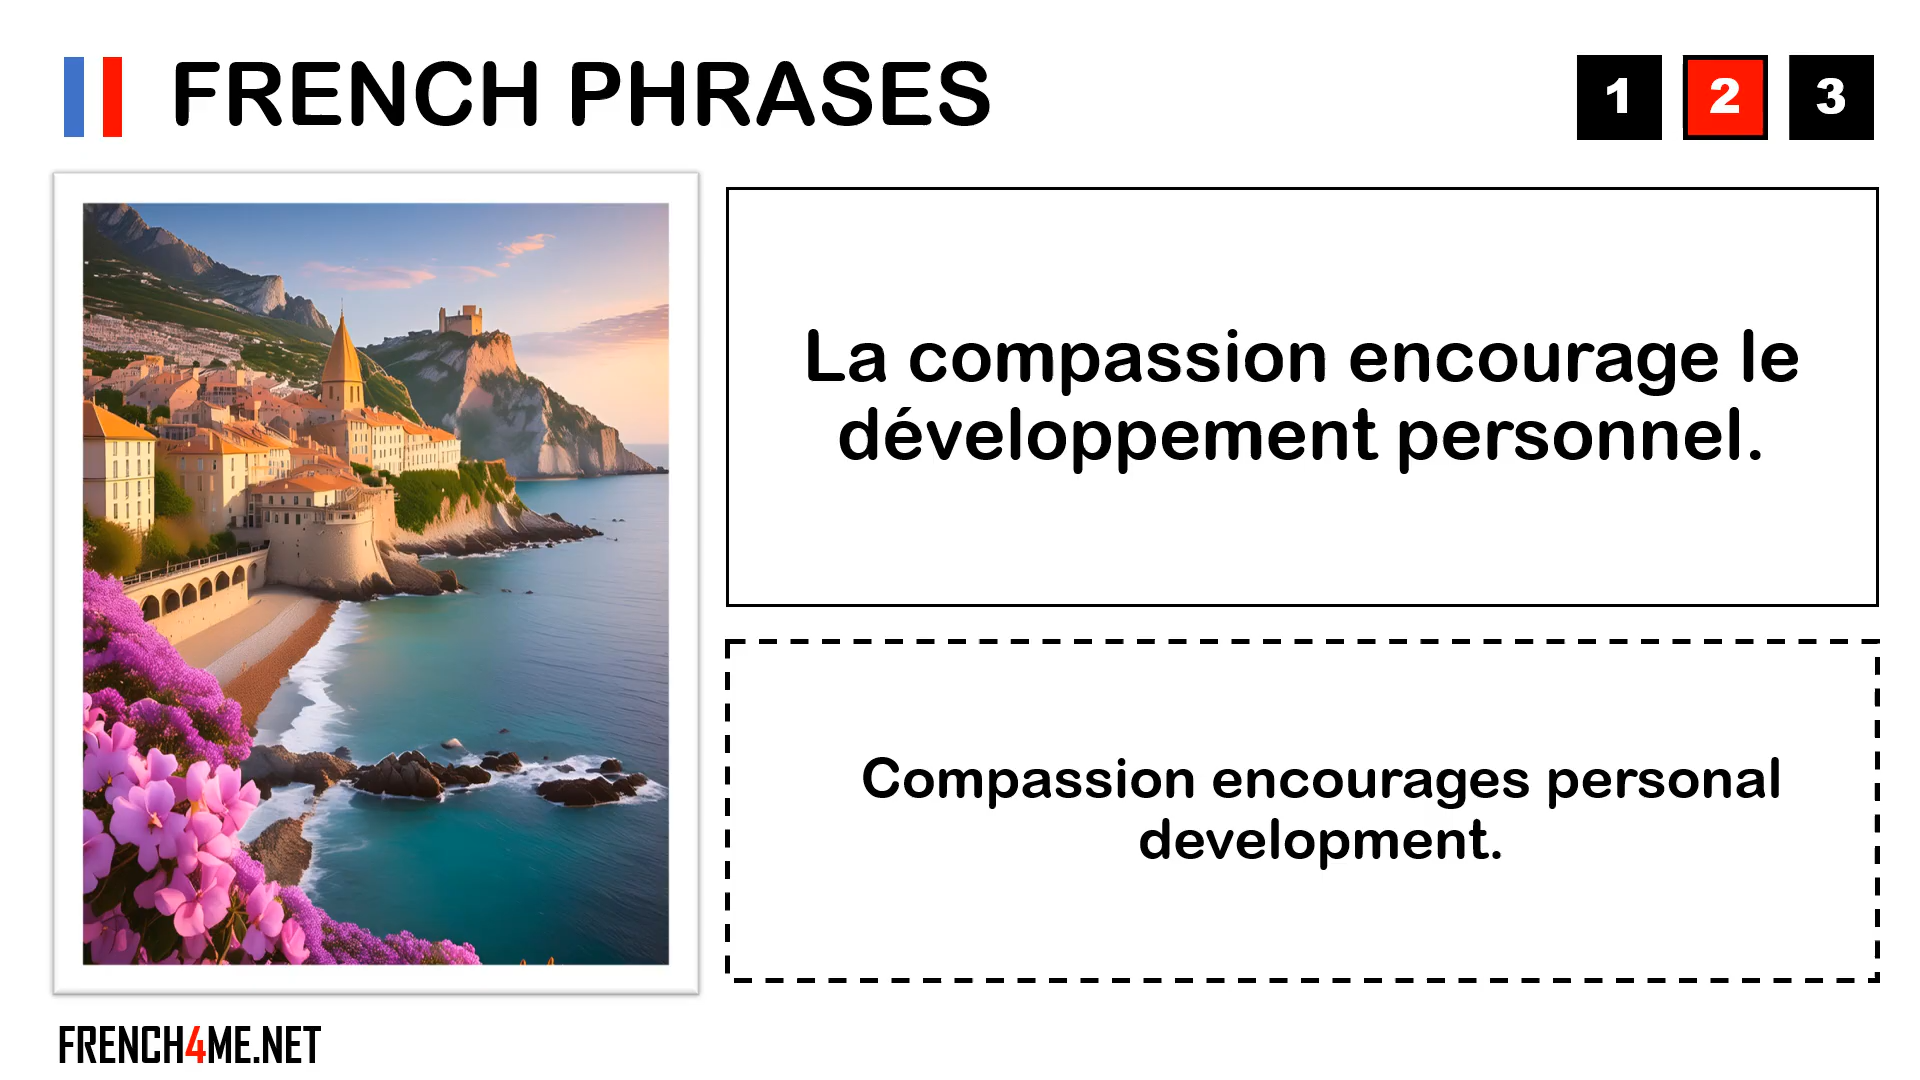 FRENCH PHRASES
1 2 3
La compassion encourage le
développement personnel.
Compassion encourages personal
development.
FRENCH4ME.NET